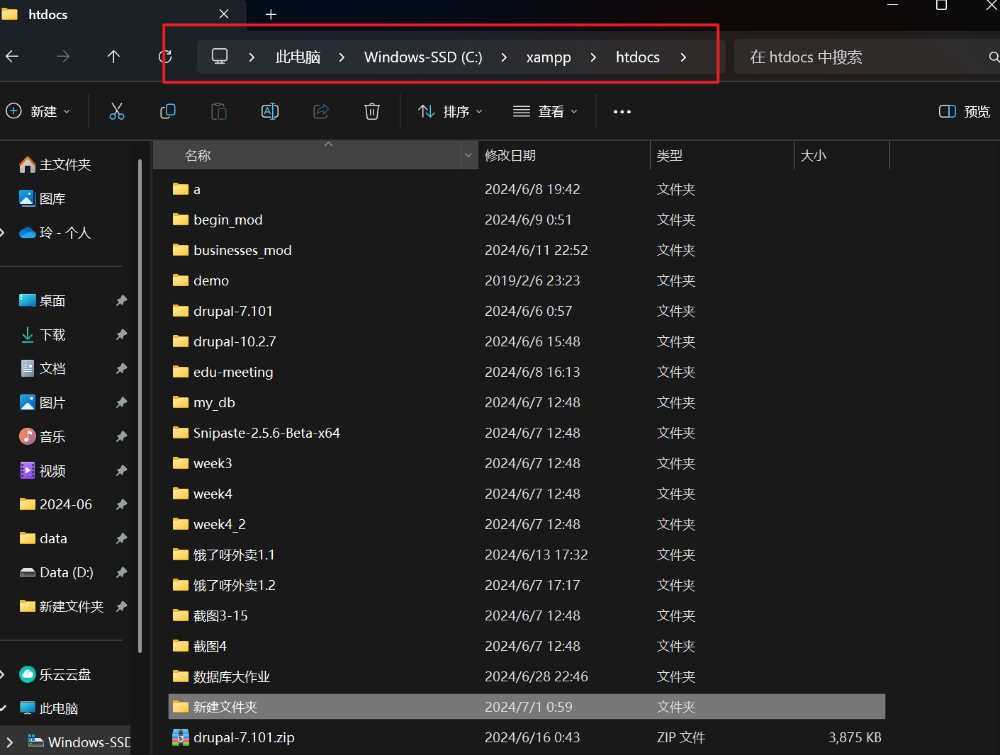 htdocs
此电脑 Windows-SSD (C:) xampp htdocs 在 htdocs 中搜索
新建 排序 查看 预览
主文件夹
图库
玲 - 个人
桌面
下载
文档
图片
音乐
视频
2024-06
data
Data (D:)
新建文件夹
乐云云盘
此电脑
Windows-SSD
名称 修改日期 类型 大小
a 2024/6/8 19:42 文件夹
begin_mod 2024/6/9 0:51 文件夹
businesses_mod 2024/6/11 22:52 文件夹
demo 2019/2/6 23:23 文件夹
drupal-7.101 2024/6/6 0:57 文件夹
drupal-10.2.7 2024/6/6 15:48 文件夹
edu-meeting 2024/6/8 16:13 文件夹
my_db 2024/6/7 12:48 文件夹
Snipaste-2.5.6-Beta-x64 2024/6/7 12:48 文件夹
week3 2024/6/7 12:48 文件夹
week4 2024/6/7 12:48 文件夹
week4_2 2024/6/7 12:48 文件夹
饿了呀外卖1.1 2024/6/13 17:32 文件夹
饿了呀外卖1.2 2024/6/7 17:17 文件夹
截图3-15 2024/6/7 12:48 文件夹
截图4 2024/6/7 12:48 文件夹
数据库大作业 2024/6/28 22:46 文件夹
新建文件夹 2024/7/1 0:59 文件夹
drupal-7.101.zip 2024/6/16 0:43 ZIP 文件 3,875 KB